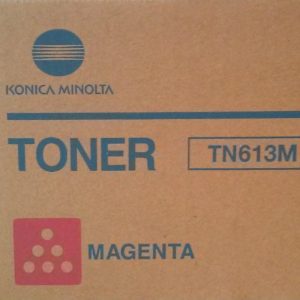 KONICA MINOLTA
TONER
TN613M
MAGENTA